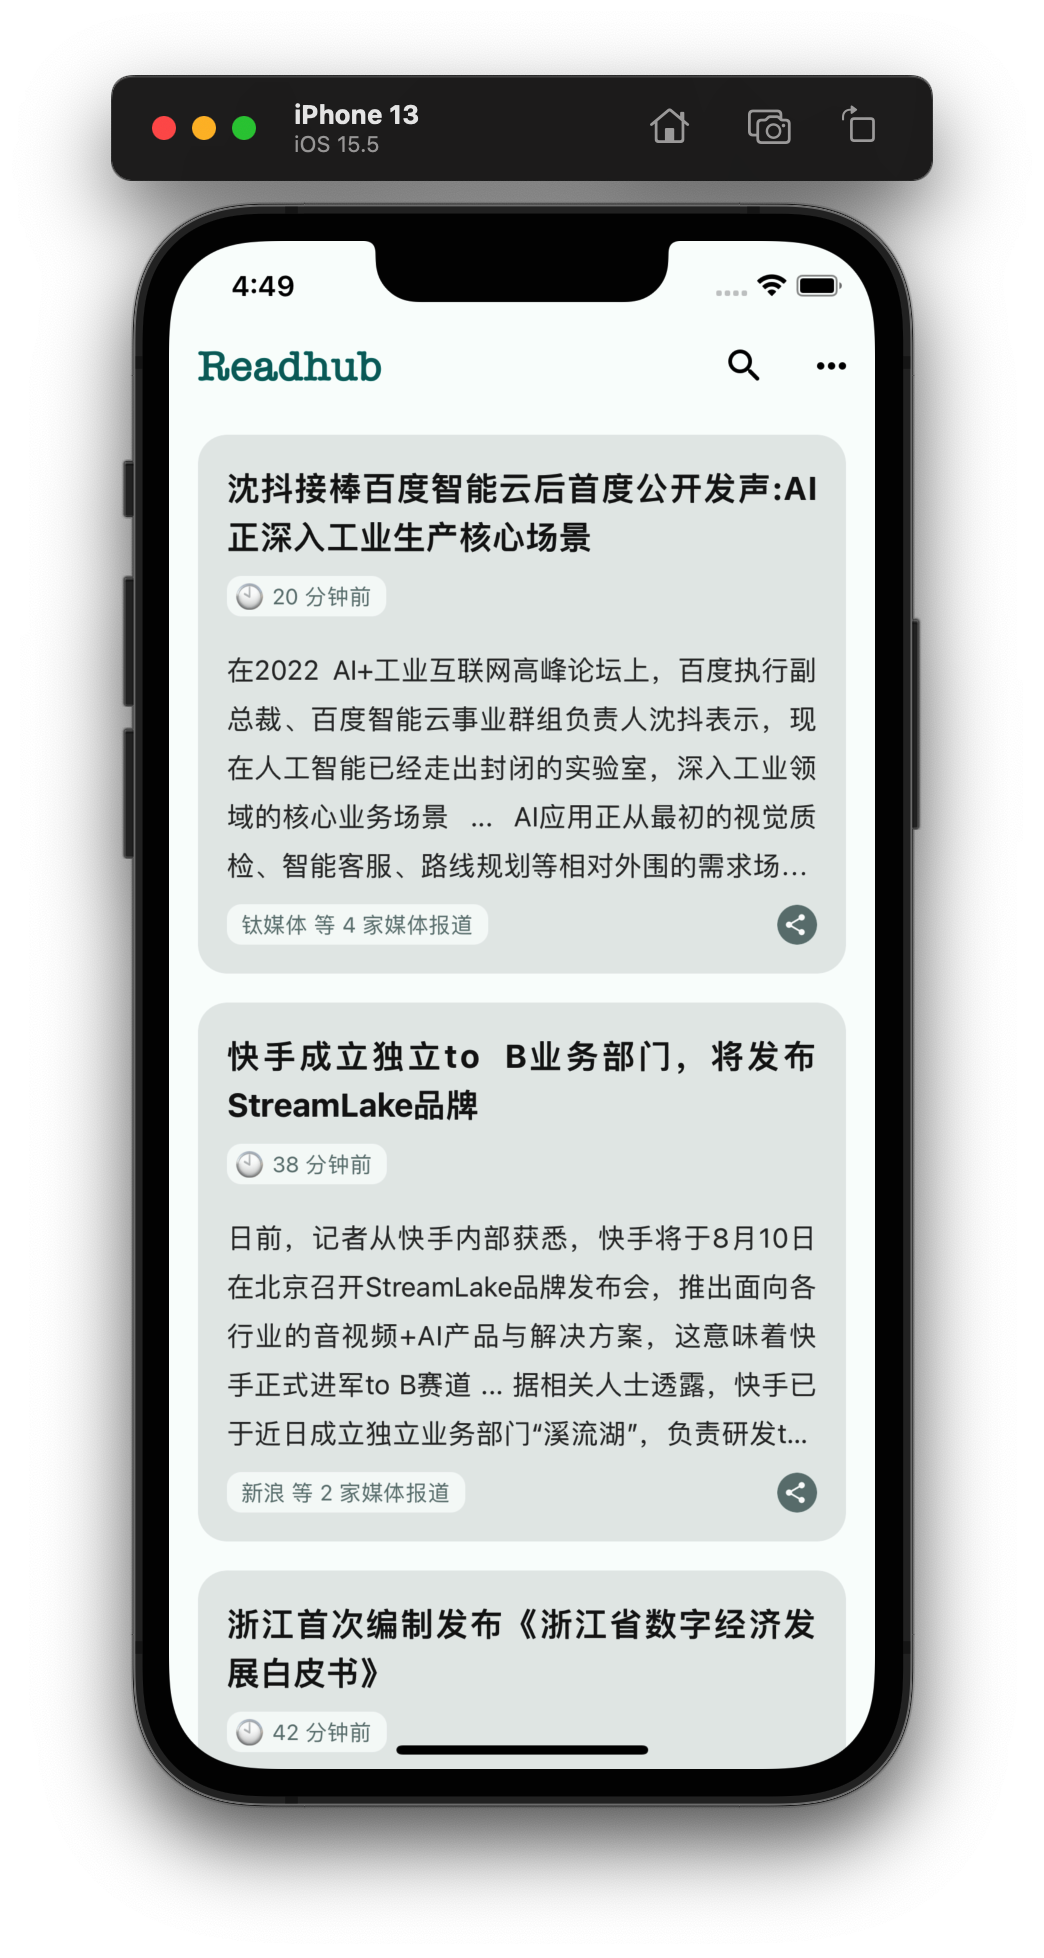 iPhone 13
iOS 15.5
4:49
Readhub
沈抖接棒百度智能云后首度公开发声:AI
正深入工业生产核心场景
20 分钟前
在2022 AI+工业互联网高峰论坛上，百度执行副
总裁、百度智能云事业群组负责人沈抖表示，现
在人工智能已经走出封闭的实验室，深入工业领
域的核心业务场景 ... AI应用正从最初的视觉质
检、智能客服、路线规划等相对外围的需求场...
钛媒体 等 4 家媒体报道
快手成立独立to B业务部门，将发布
StreamLake品牌
38 分钟前
日前，记者从快手内部获悉，快手将于8月10日
在北京召开StreamLake品牌发布会，推出面向各
行业的音视频+AI产品与解决方案，这意味着快
手正式进军to B赛道 ... 据相关人士透露，快手已
于近日成立独立业务部门“溪流湖”，负责研发t...
新浪 等 2 家媒体报道
浙江首次编制发布《浙江省数字经济发
展白皮书》
42 分钟前